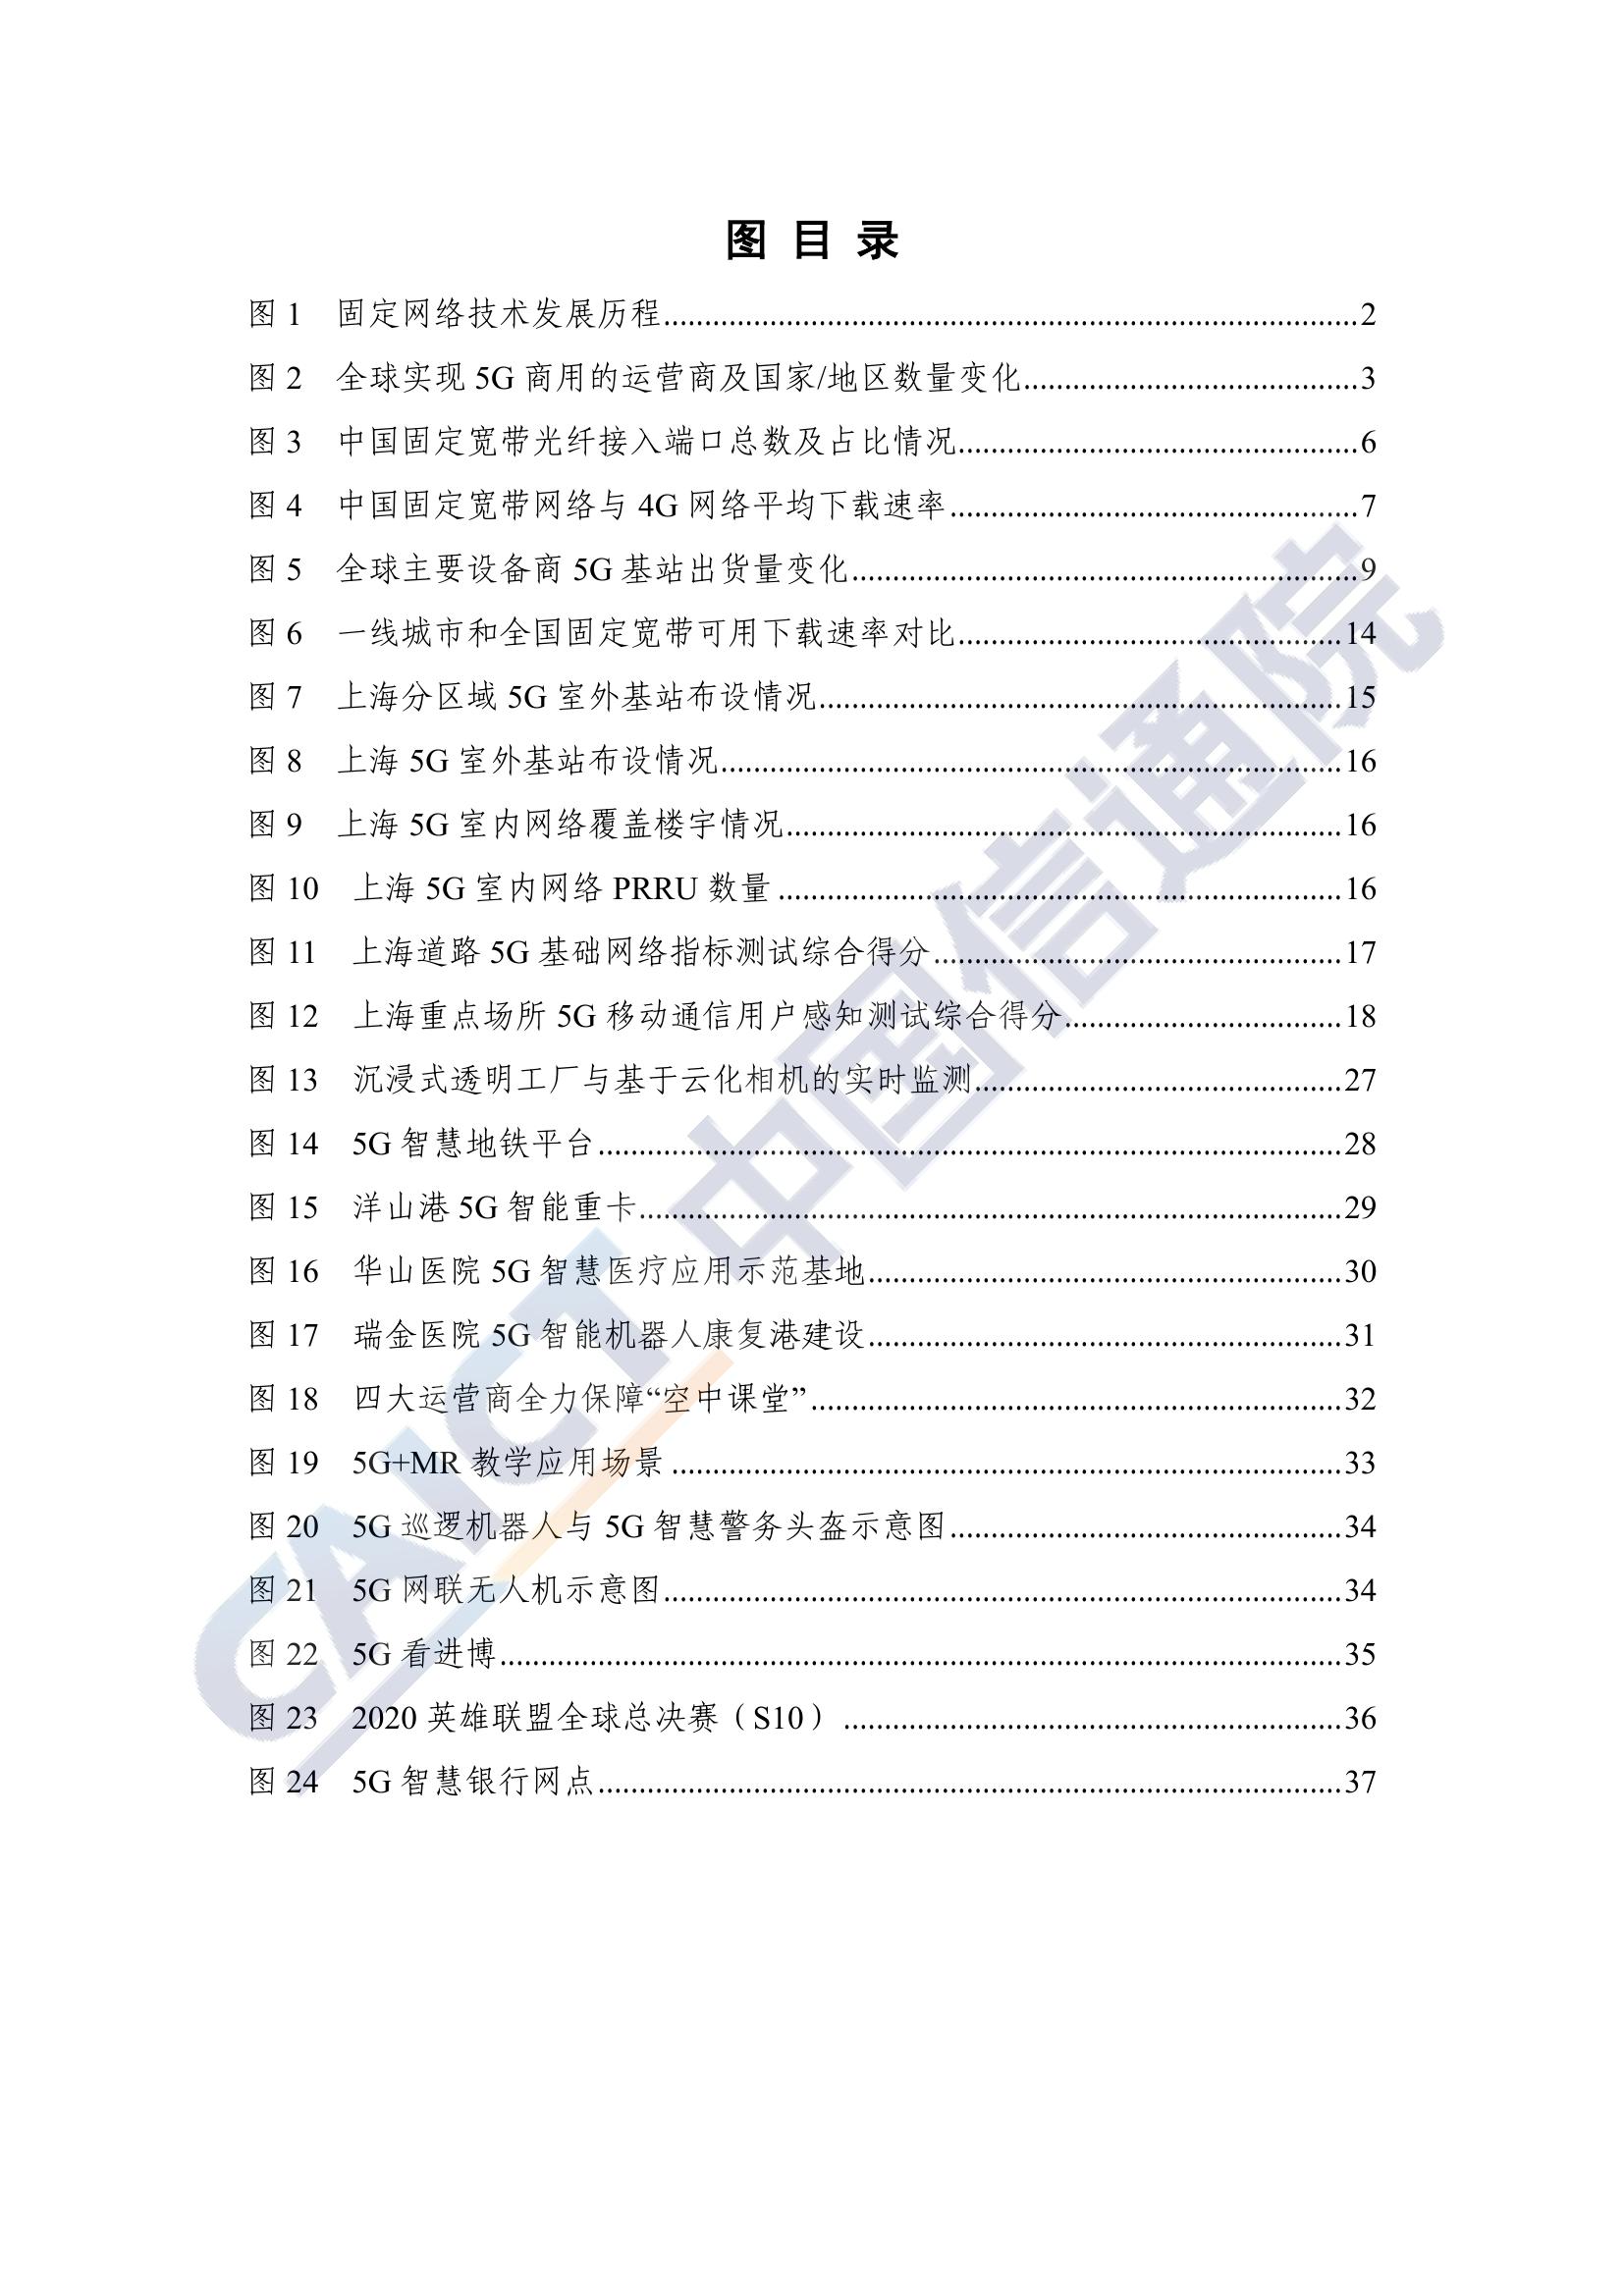 图 目 录
图 1 固定网络技术发展历程........................2
图 2 全球实现 5G 商用的运营商及国家/地区数量变化........................3
图 3 中国固定宽带光纤接入端口总数及占比情况........................6
图 4 中国固定宽带网络与 4G 网络平均下载速率........................7
图 5 全球主要设备商 5G 基站出货量变化........................9
图 6 一线城市和全国固定宽带可用下载速率对比........................14
图 7 上海分区域 5G 室外基站布设情况........................15
图 8 上海 5G 室外基站布设情况........................16
图 9 上海 5G 室内网络覆盖楼宇情况........................16
图 10 上海 5G 室内网络 PRRU 数量........................16
图 11 上海道路 5G 基础网络指标测试综合得分........................17
图 12 上海重点场所 5G 移动通信用户感知测试综合得分........................18
图 13 沉浸式透明工厂与基于云化相机的实时监测........................27
图 14 5G 智慧地铁平台........................28
图 15 洋山港 5G 智能重卡........................29
图 16 华山医院 5G 智慧医疗应用示范基地........................30
图 17 瑞金医院 5G 智能机器人康复港建设........................31
图 18 四大运营商全力保障“空中课堂”........................32
图 19 5G+MR 教学应用场景........................33
图 20 5G 巡逻机器人与 5G 智慧警务头盔示意图........................34
图 21 5G 网联无人机示意图........................34
图 22 5G 看进博........................35
图 23 2020 英雄联盟全球总决赛（S10）........................36
图 24 5G 智慧银行网点........................37
CAICT 中国信通院